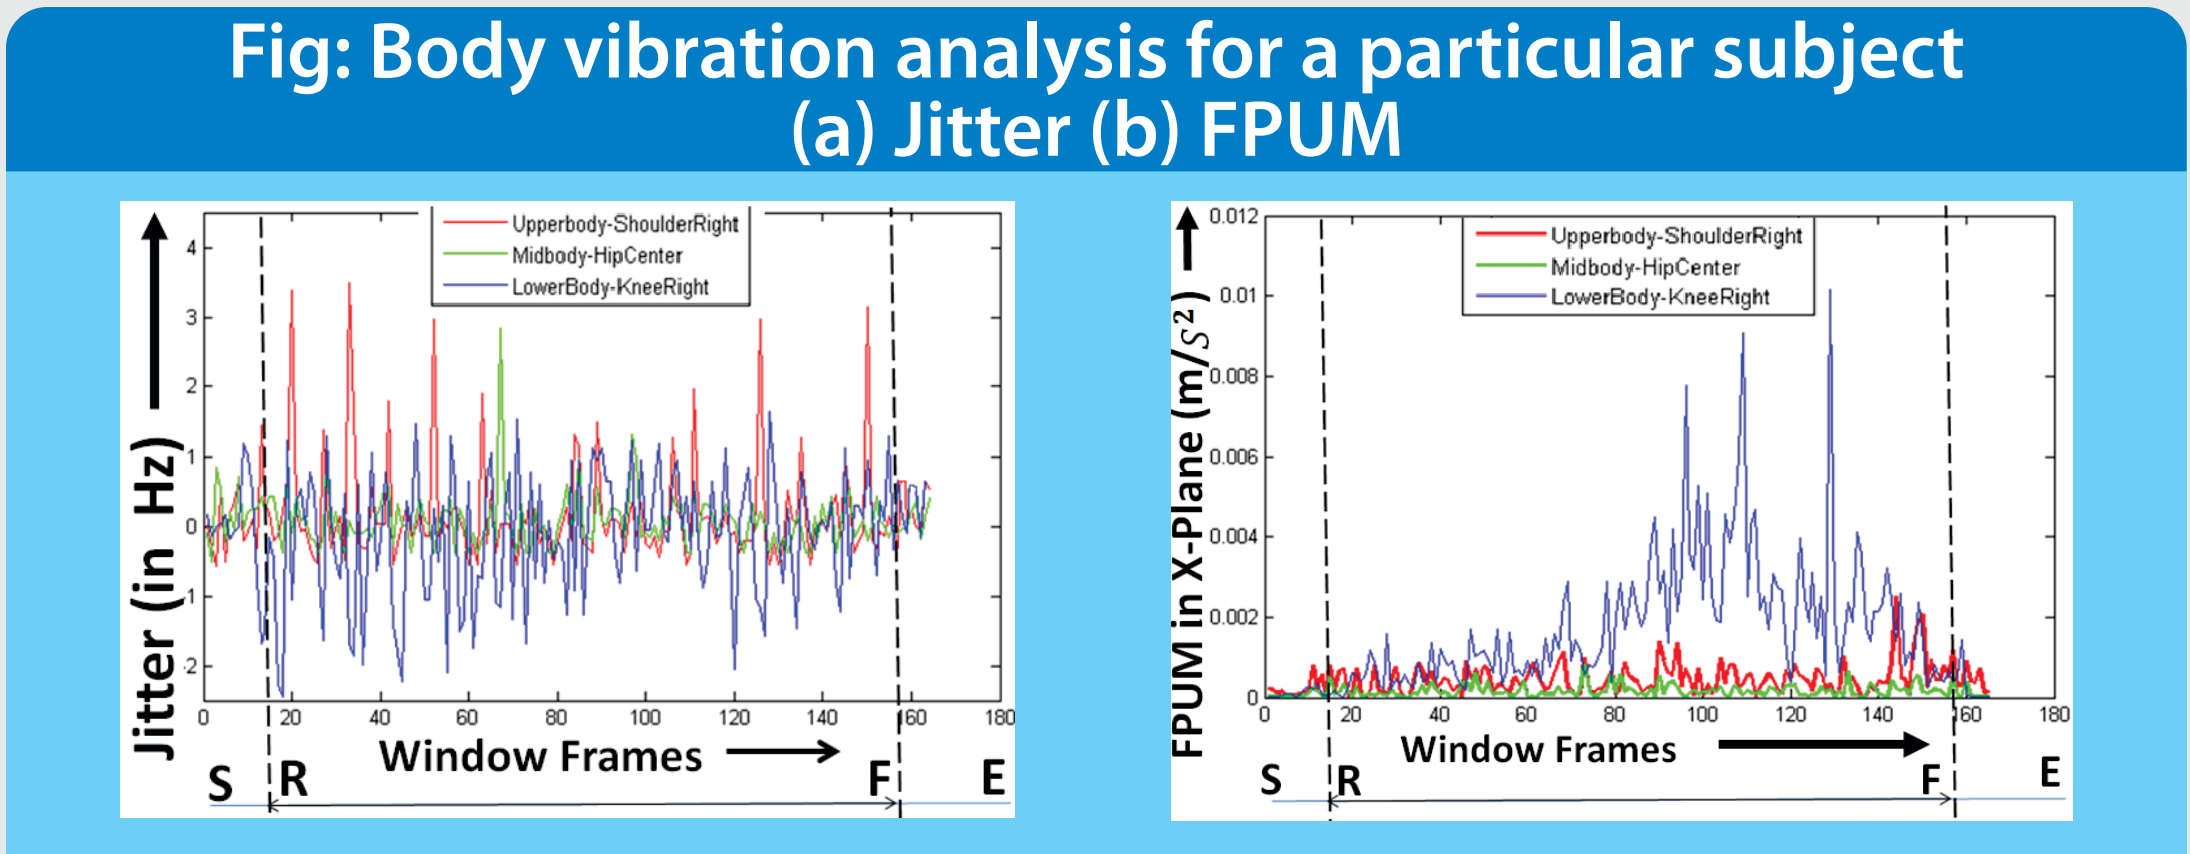 Fig: Body vibration analysis for a particular subject
(a) Jitter (b) FPUM
Jitter (in Hz)
Upperbody-ShoulderRight
Midbody-HipCenter
LowerBody-KneeRight
4
3
2
1
0
-1
-2
0 20 40 60 80 100 120 140 160 180
Window Frames
S R F E
FPUM in X-Plane (m/S²)
Upperbody-ShoulderRight
Midbody-HipCenter
LowerBody-KneeRight
0.012
0.01
0.008
0.006
0.004
0.002
0
0 20 40 60 80 100 120 140 160 180
Window Frames
S R F E